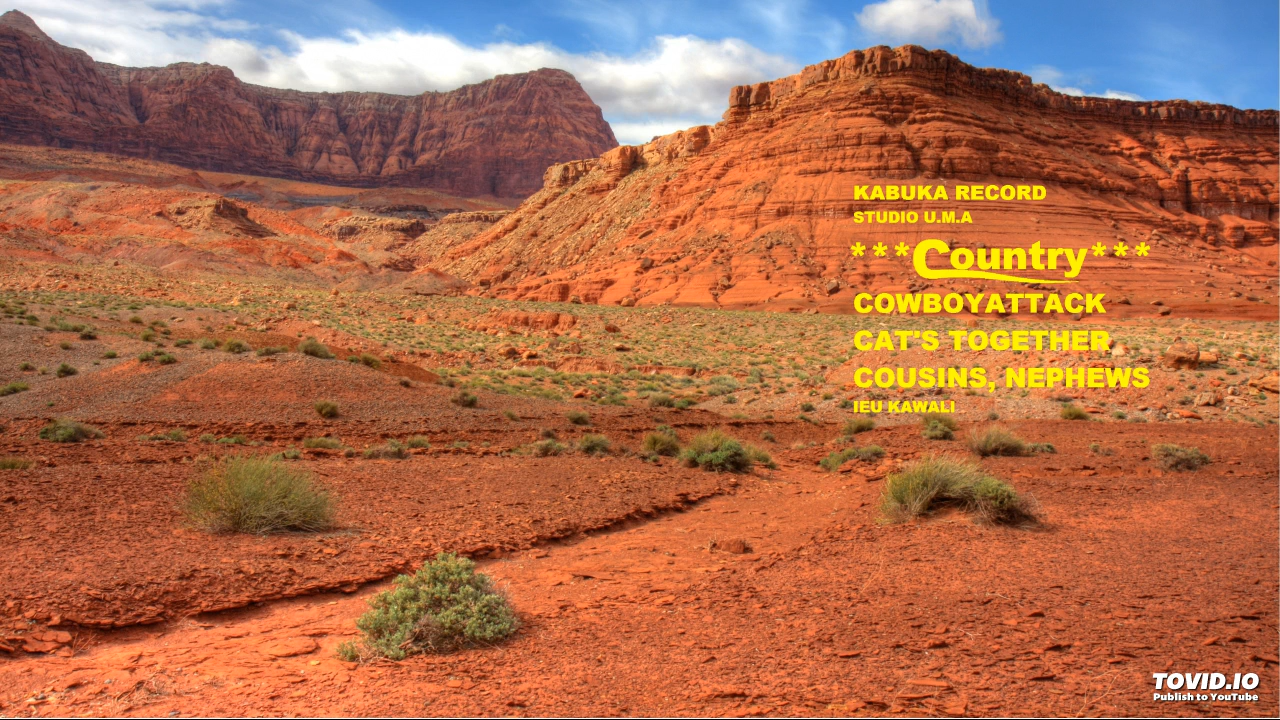 KABUKA RECORD
STUDIO U.M.A
***Country***
COWBOYATTACK
CAT'S TOGETHER
COUSINS, NEPHEWS
IEU KAWALI
TOVID.IO
Publish to YouTube